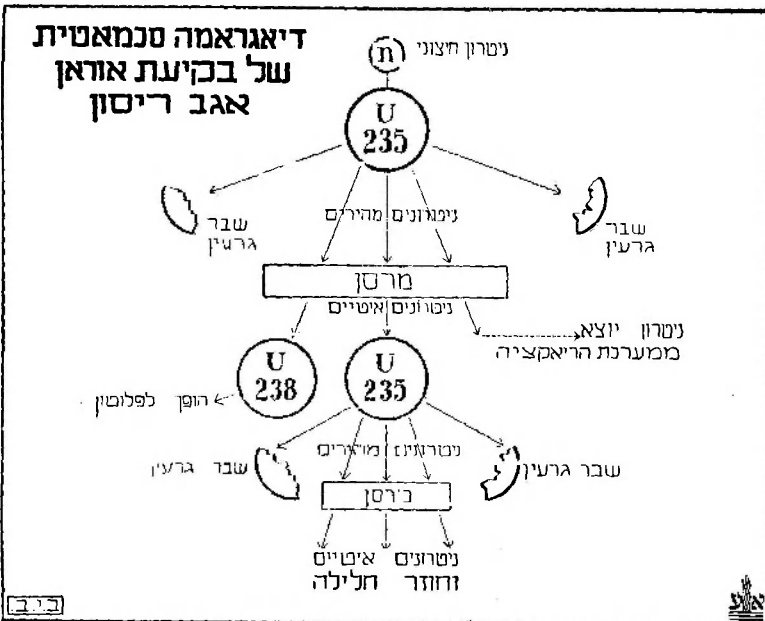 דיאגראמה סכמאטית
של בקיעת אוראן
אגב ריסון
ניטרון חיצוני
n
U
235
שבר
גרעין
ניטרונים מהירים
שבר
גרעין
מרסן
ניטרונים איטיים
ניטרון יוצא
ממערכת הריאקציה
U
238
U
235
הופך לפלוטון
ניטרונים מהירים
שבר גרעין
שבר גרעין
מרסן
ניטרונים איטיים
וחוזר חלילה